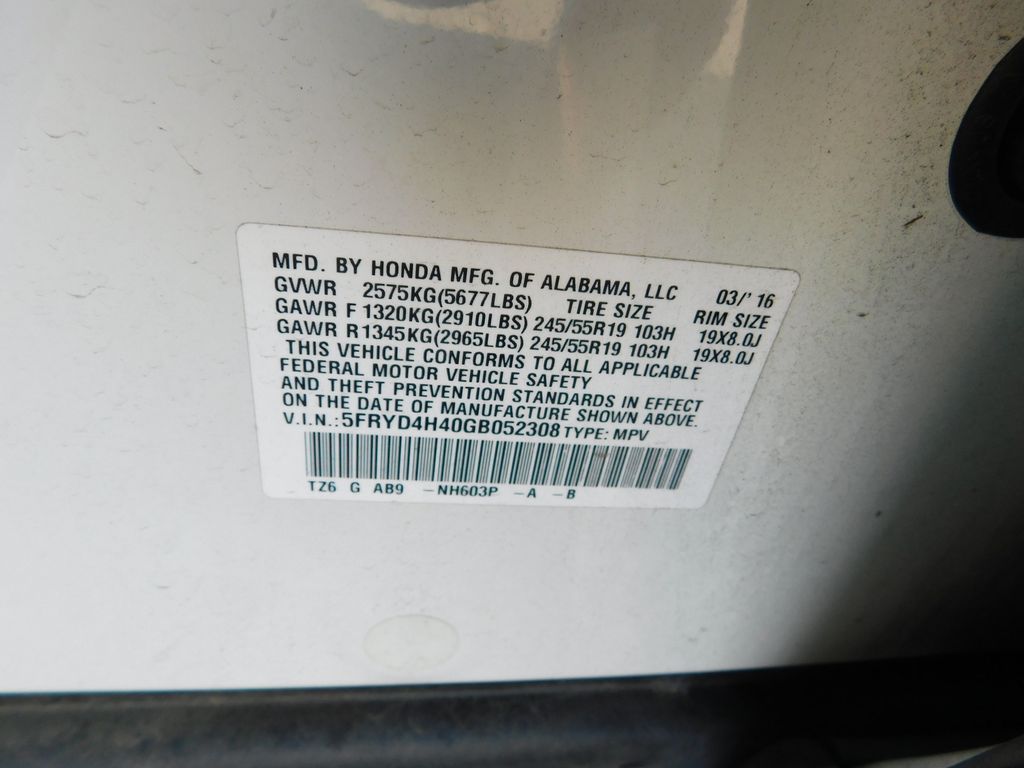 MFD. BY HONDA MFG. OF ALABAMA, LLC 03/'16
GVWR 2575KG(5677LBS) TIRE SIZE RIM SIZE
GAWR F 1320KG(2910LBS) 245/55R19 103H 19X8.0J
GAWR R 1345KG(2965LBS) 245/55R19 103H 19X8.0J
THIS VEHICLE CONFORMS TO ALL APPLICABLE
FEDERAL MOTOR VEHICLE SAFETY
AND THEFT PREVENTION STANDARDS IN EFFECT
ON THE DATE OF MANUFACTURE SHOWN ABOVE.
V.I.N.:5FRYD4H40GB052308 TYPE: MPV
TZ6 G AB9 -NH603P -A -B